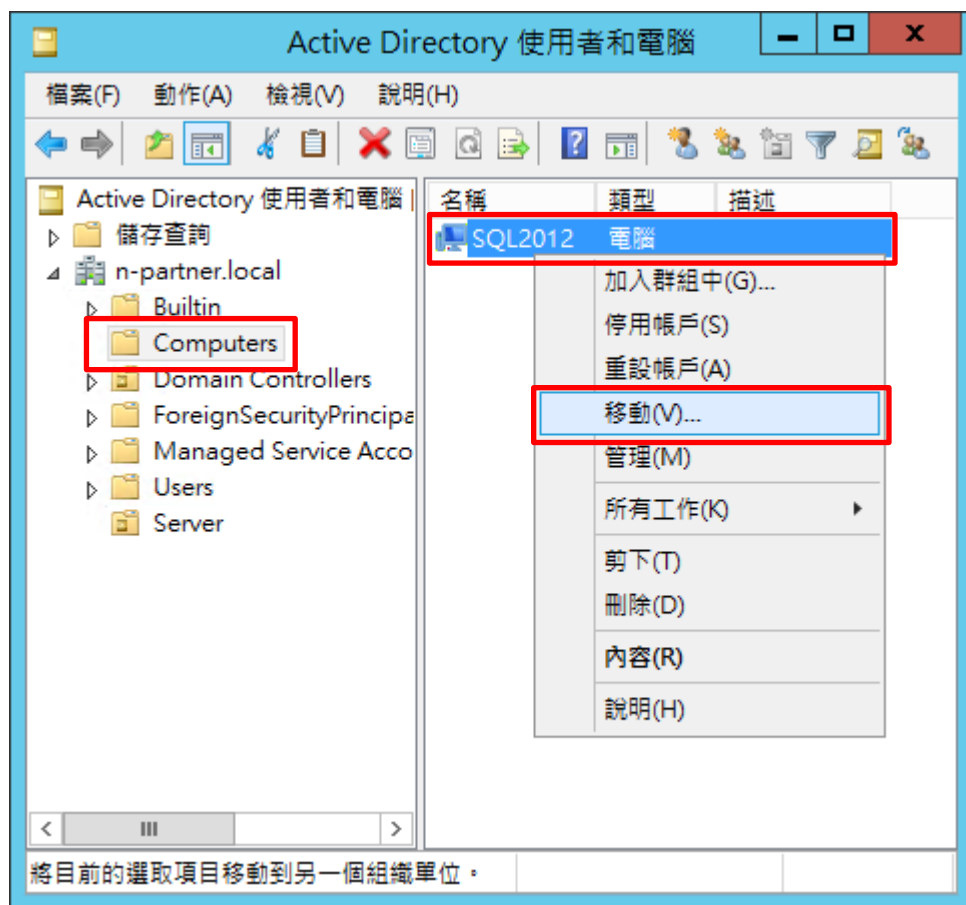 Active Directory 使用者和電腦
檔案(F) 動作(A) 檢視(V) 說明(H)
Active Directory 使用者和電腦 [
儲存查詢
n-partner.local
Builtin
Computers
Domain Controllers
ForeignSecurityPrincipa
Managed Service Acco
Users
Server
名稱 類型 描述
SQL2012 電腦
加入群組中(G)...
停用帳戶(S)
重設帳戶(A)
移動(V)...
管理(M)
所有工作(K)
剪下(T)
刪除(D)
內容(R)
說明(H)
將目前的選取項目移動到另一個組織單位。